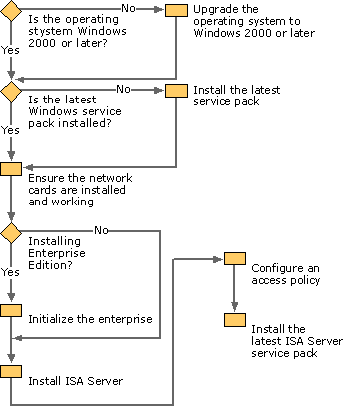 Is the operating
stystem Windows
2000 or later?
No
Upgrade the
operating system to
Windows 2000 or later
Yes
Is the latest
Windows service
pack installed?
No
Install the latest
service pack
Yes
Ensure the network
cards are installed
and working
Installing
Enterprise
Edition?
No
Yes
Initialize the enterprise
Install ISA Server
Configure an
access policy
Install the
latest ISA Server
service pack